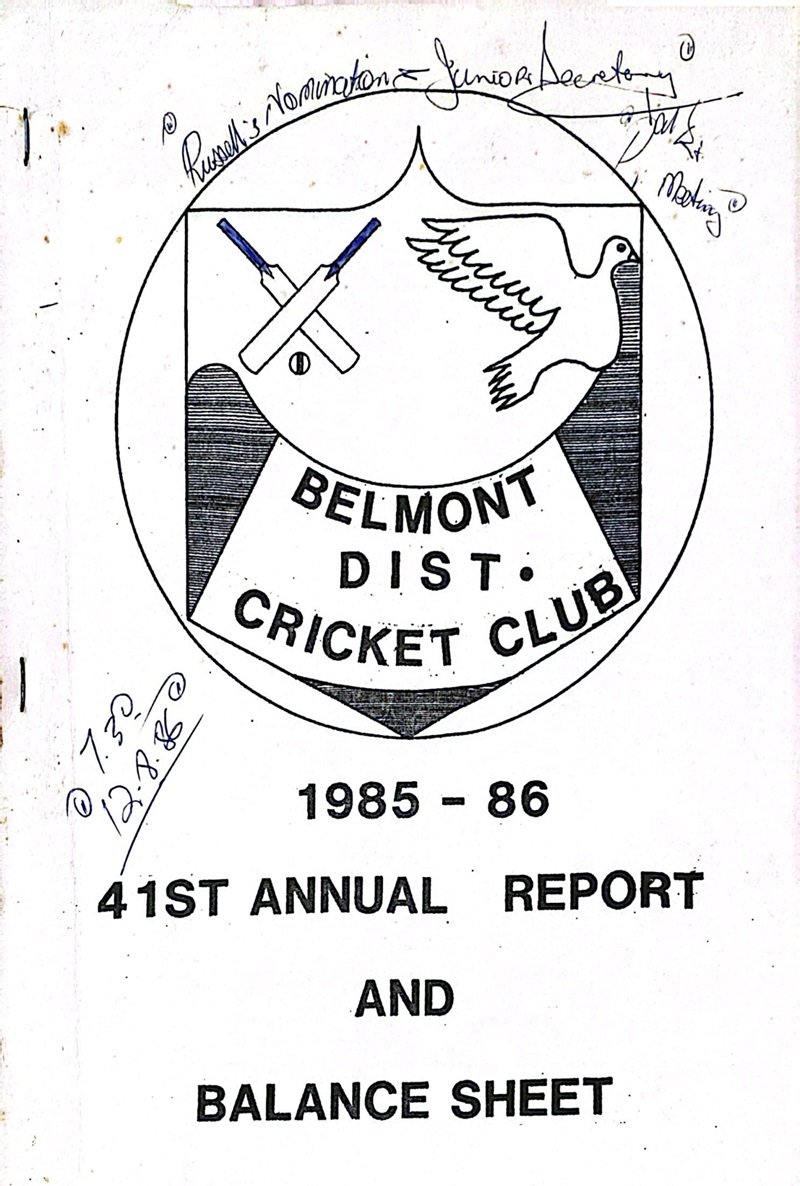 Russell's Nomination = Junior Secretary
Meeting
BELMONT
DIST.
CRICKET CLUB
7.30
12.8.86
1985 - 86
41ST ANNUAL REPORT
AND
BALANCE SHEET